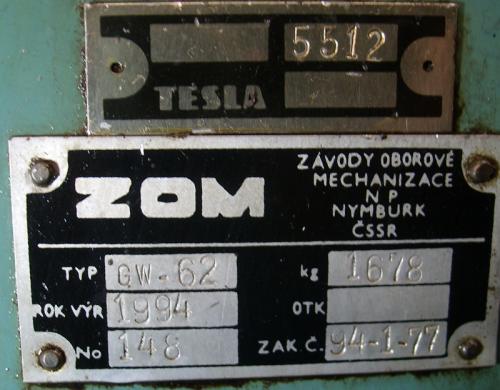 5512
TESLA
ZOM
ZÁVODY OBOROVÉ
MECHANIZACE
N P
NYMBURK
ČSSR
TYP GW-62 kg 1678
ROK VÝR 1994 OTK
No 148 ZAK.Č. 94-1-77